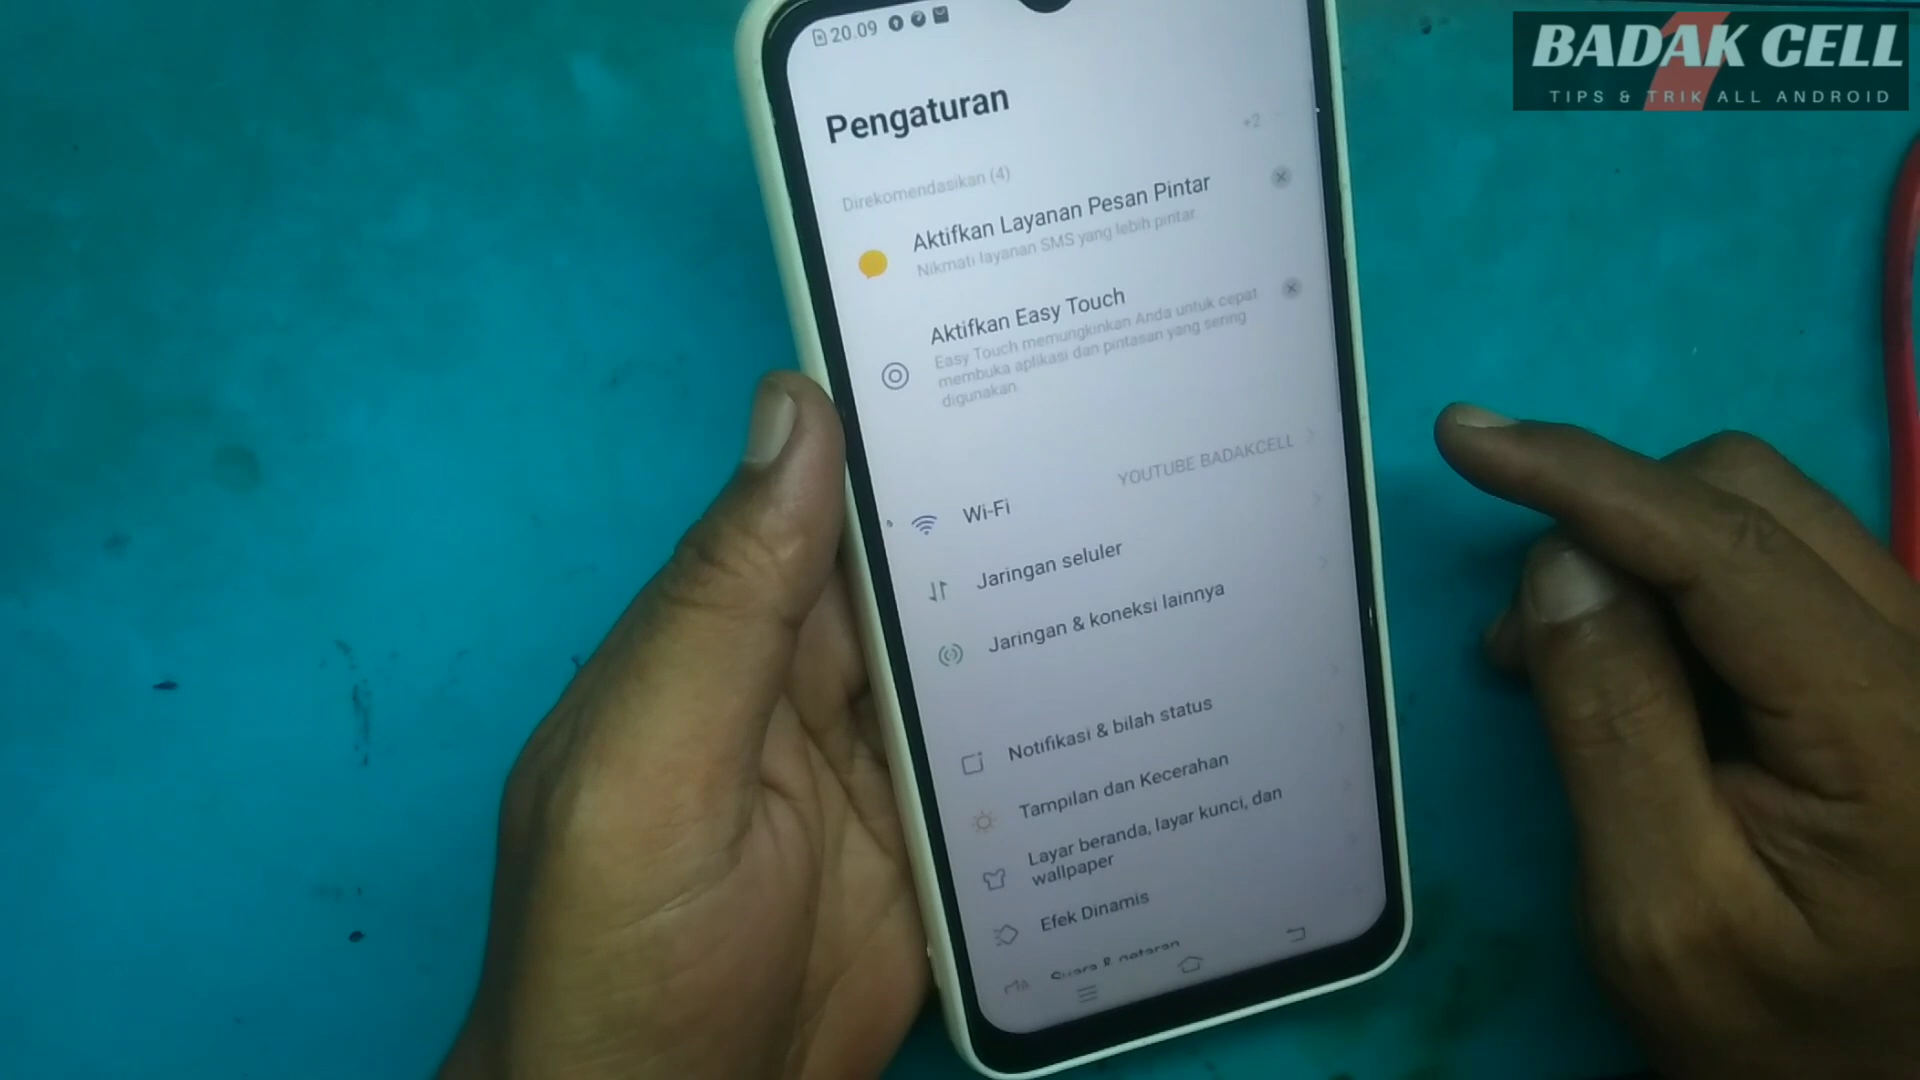 BADAK CELL
TIPS & TRIK ALL ANDROID
20.09
Pengaturan
+2
Direkomendasikan (4)
Aktifkan Layanan Pesan Pintar
Nikmati layanan SMS yang lebih pintar
Aktifkan Easy Touch
Easy Touch memungkinkan Anda untuk cepat
membuka aplikasi dan pintasan yang sering
digunakan
Wi-Fi
YOUTUBE BADAKCELL
Jaringan seluler
Jaringan & koneksi lainnya
Notifikasi & bilah status
Tampilan dan Kecerahan
Layar beranda, layar kunci, dan
wallpaper
Efek Dinamis
Suara & getaran